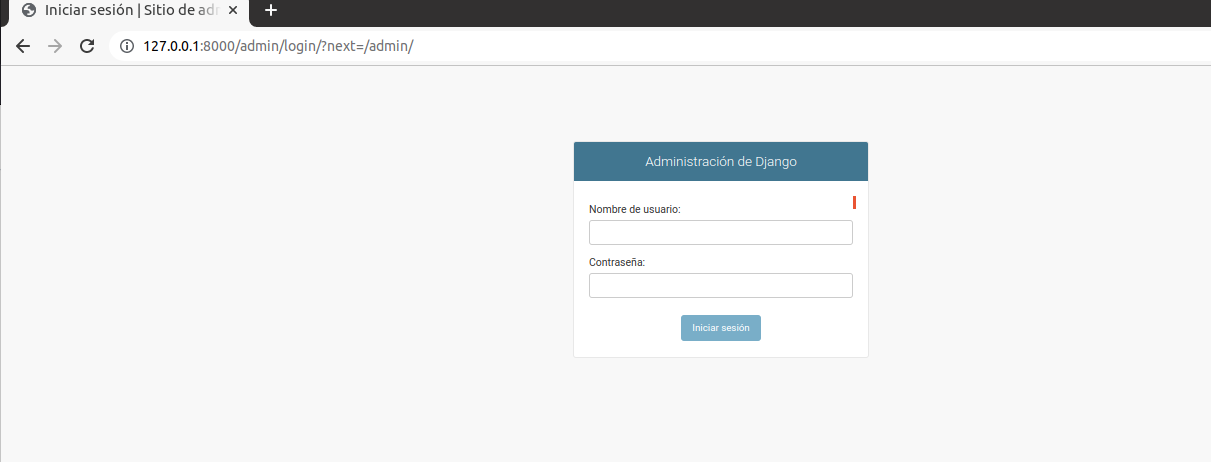 Iniciar sesión | Sitio de adm
127.0.0.1:8000/admin/login/?next=/admin/
Administración de Django
Nombre de usuario:
Contraseña:
Iniciar sesión